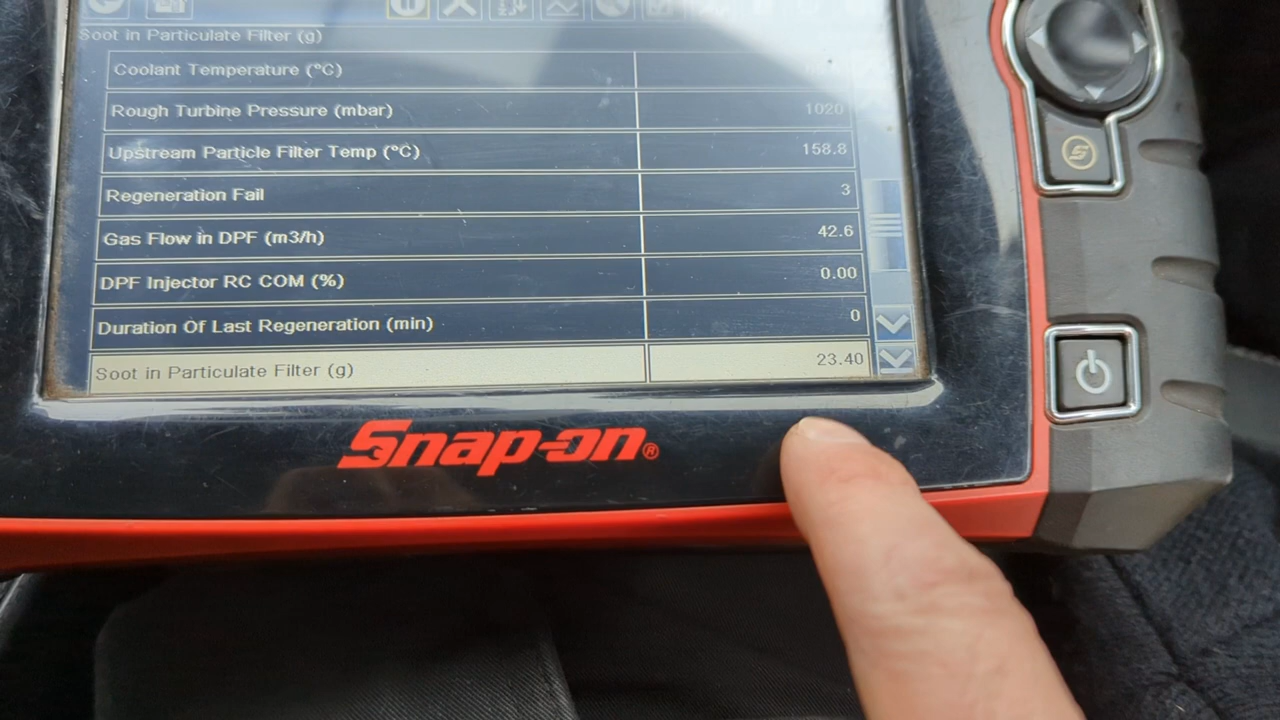 Soot in Particulate Filter (g)
Coolant Temperature (°C)
Rough Turbine Pressure (mbar) 1020
Upstream Particle Filter Temp (°C) 158.8
Regeneration Fail 3
Gas Flow in DPF (m3/h) 42.6
DPF Injector RC COM (%) 0.00
Duration Of Last Regeneration (min) 0
Soot in Particulate Filter (g) 23.40
Snap-on®